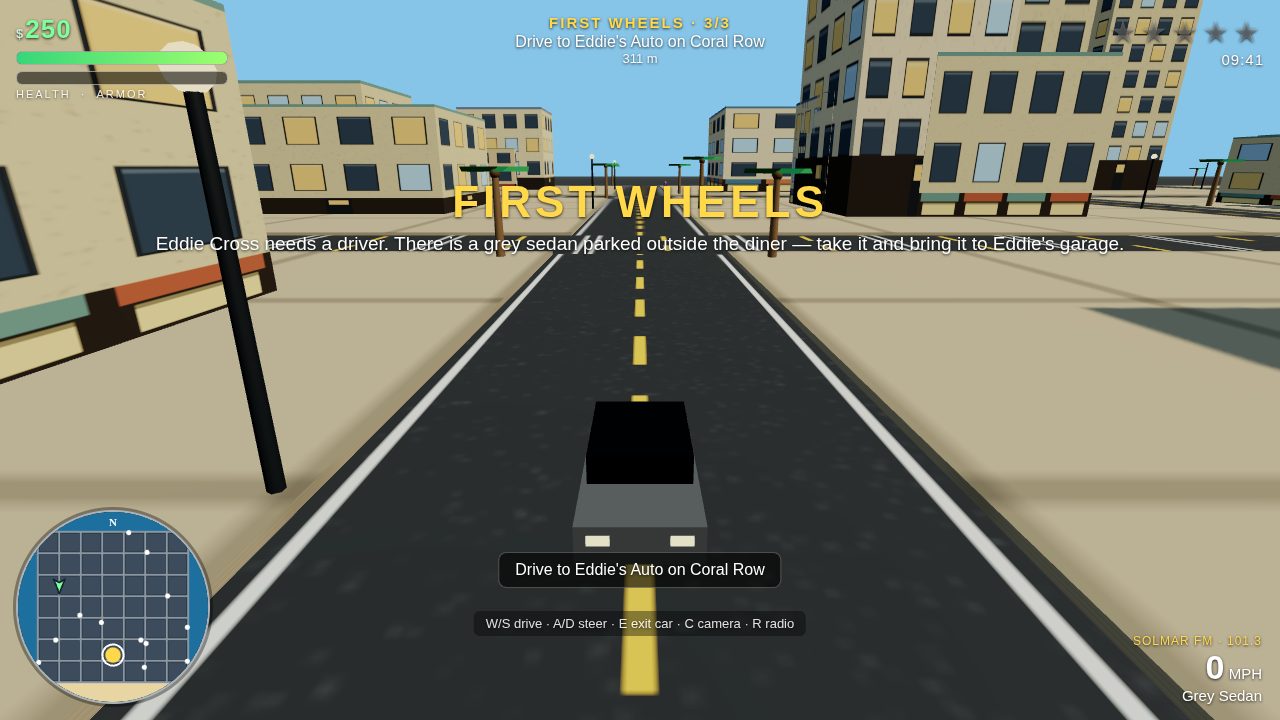 $250
HEALTH · ARMOR
FIRST WHEELS · 3/3
Drive to Eddie's Auto on Coral Row
311 m
09:41
FIRST WHEELS
Eddie Cross needs a driver. There is a grey sedan parked outside the diner — take it and bring it to Eddie's garage.
N
Drive to Eddie's Auto on Coral Row
W/S drive · A/D steer · E exit car · C camera · R radio
SOLMAR FM · 101.3
0 MPH
Grey Sedan